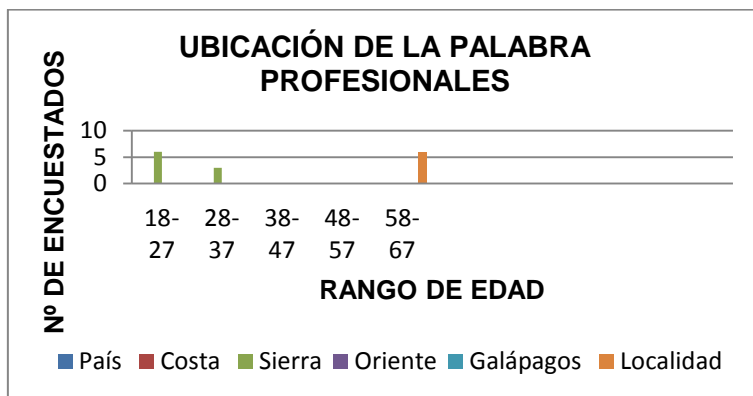 UBICACIÓN DE LA PALABRA
PROFESIONALES
Nº DE ENCUESTADOS
10
5
0
18-
27
28-
37
38-
47
48-
57
58-
67
RANGO DE EDAD
País
Costa
Sierra
Oriente
Galápagos
Localidad